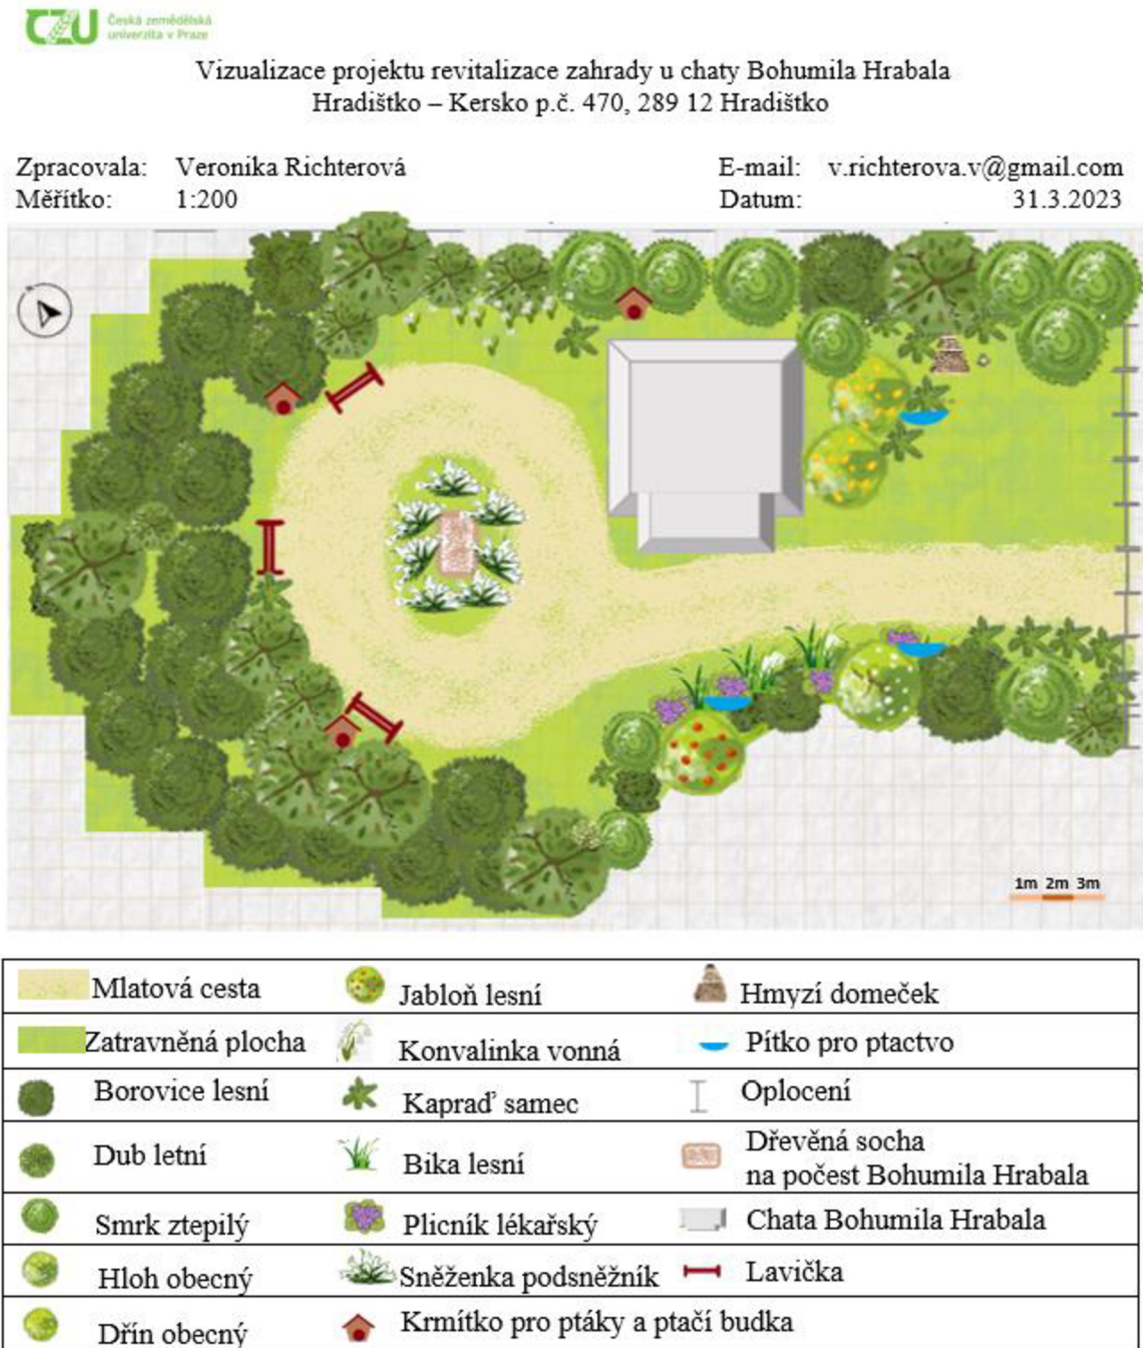 CZU Česká zemědělská
univerzita v Praze
Vizualizace projektu revitalizace zahrady u chaty Bohumila Hrabala
Hradištko – Kersko p.č. 470, 289 12 Hradištko
Zpracovala: Veronika Richterová E-mail: v.richterova.v@gmail.com
Měřítko: 1:200 Datum: 31.3.2023
1m 2m 3m
Mlatová cesta Jabloň lesní Hmyzí domeček
Zatravněná plocha Konvalinka vonná Pítko pro ptactvo
Borovice lesní Kapraď samec Oplocení
Dub letní Bika lesní Dřevěná socha
na počest Bohumila Hrabala
Smrk ztepilý Plicník lékařský Chata Bohumila Hrabala
Hloh obecný Sněženka podsněžník Lavička
Dřín obecný Krmítko pro ptáky a ptačí budka